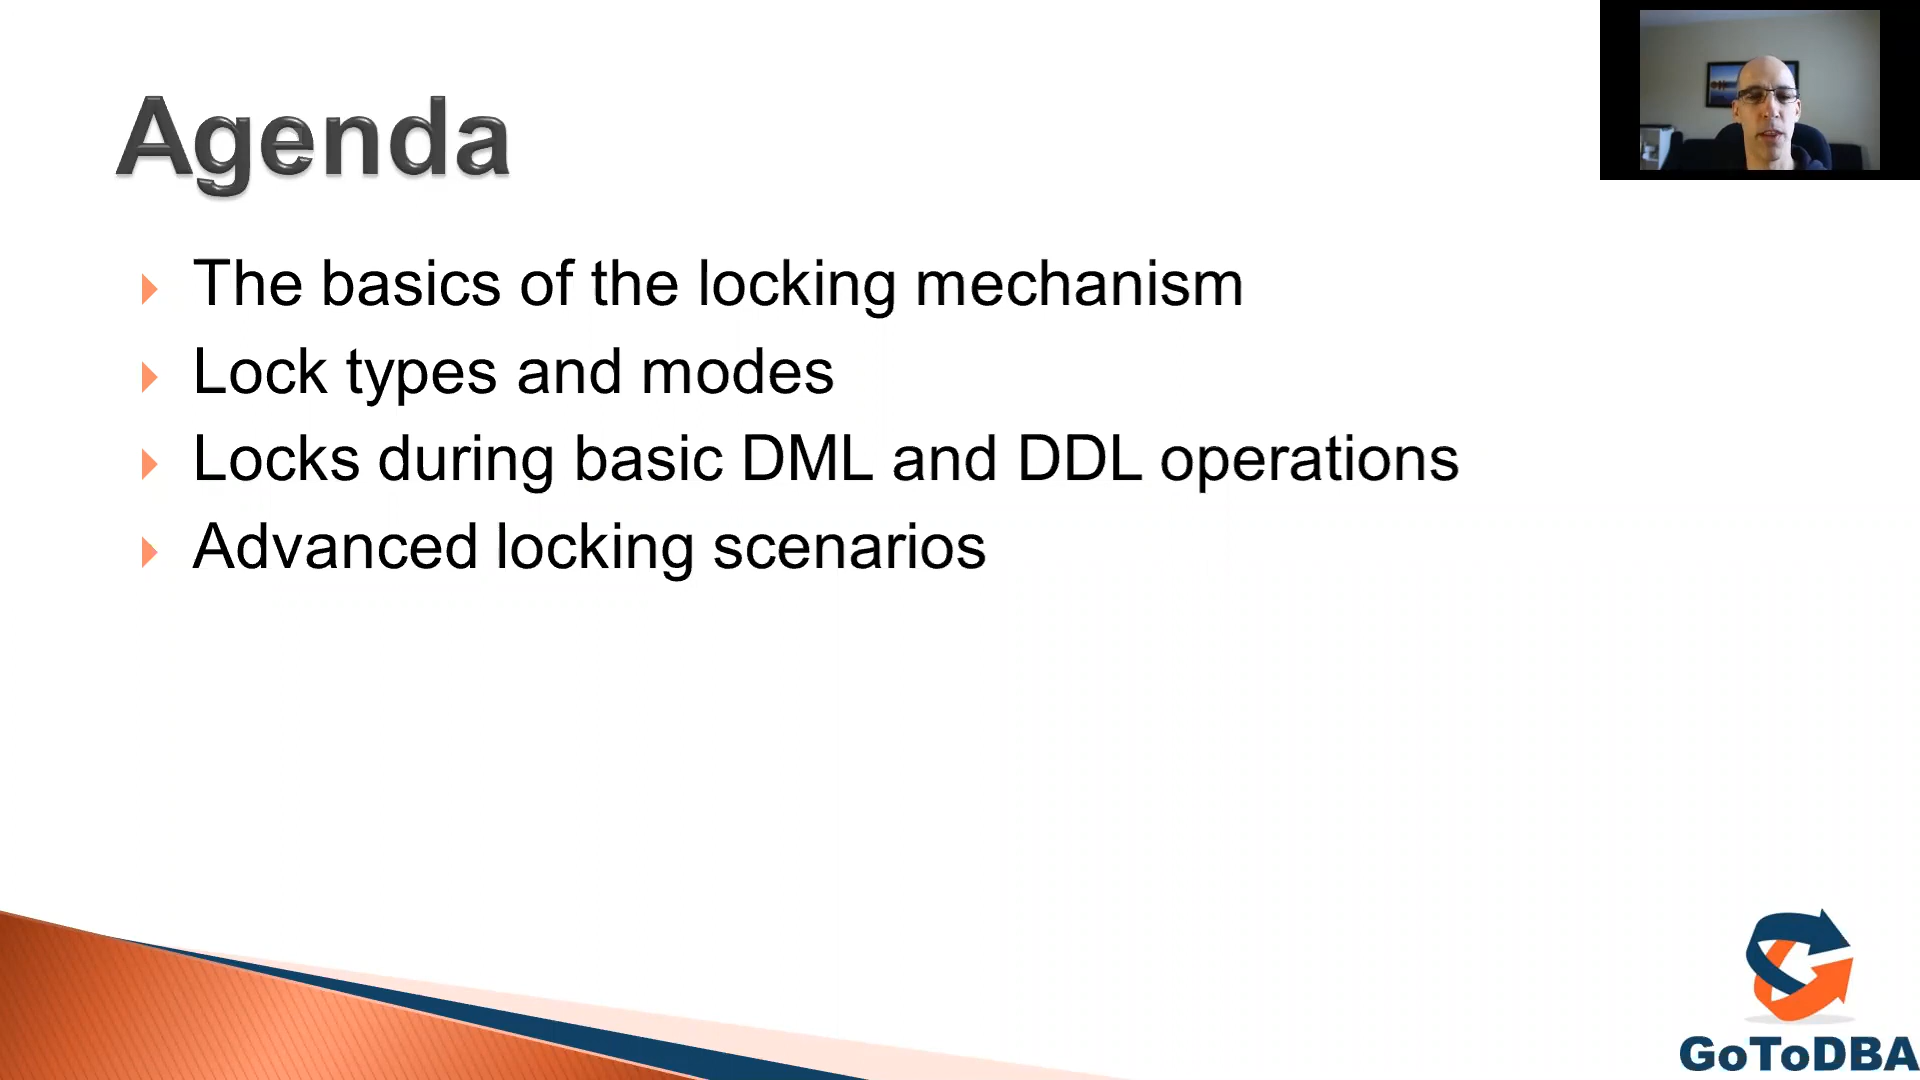 Agenda
The basics of the locking mechanism
Lock types and modes
Locks during basic DML and DDL operations
Advanced locking scenarios
GoToDBA